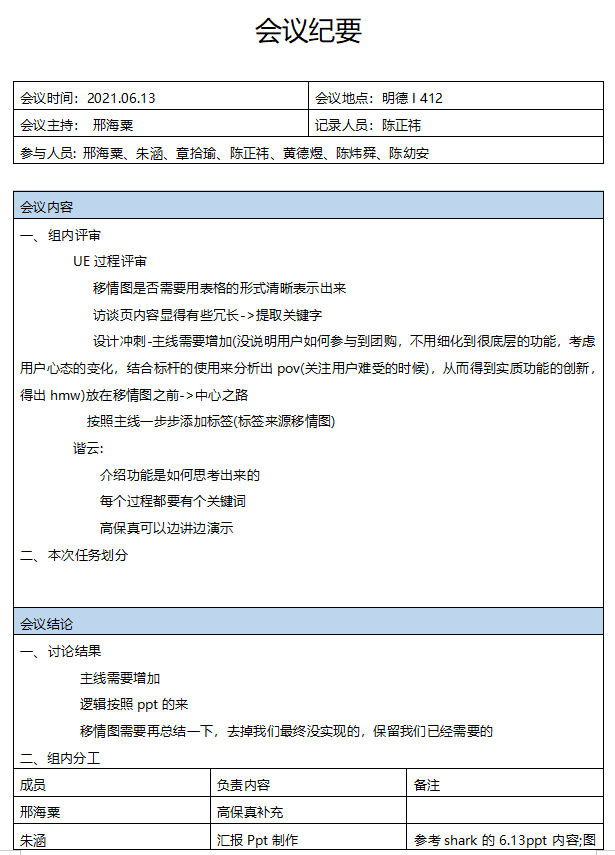 会议纪要
会议时间：2021.06.13 会议地点：明德 I 412
会议主持： 邢海粟 记录人员：陈正祎
参与人员: 邢海粟、朱涵、章拾瑜、陈正祎、黄德煜、陈炜舜、陈幼安
会议内容
一、 组内评审
UE 过程评审
移情图是否需要用表格的形式清晰表示出来
访谈页内容显得有些冗长->提取关键字
设计冲刺-主线需要增加(没说明用户如何参与到团购，不用细化到很底层的功能，考虑
用户心态的变化，结合标杆的使用来分析出 pov(关注用户难受的时候)，从而得到实质功能的创新，
得出 hmw)放在移情图之前->中心之路
按照主线一步步添加标签(标签来源移情图)
谐云:
介绍功能是如何思考出来的
每个过程都要有个关键词
高保真可以边讲边演示
二、 本次任务划分
会议结论
一、 讨论结果
主线需要增加
逻辑按照 ppt 的来
移情图需要再总结一下，去掉我们最终没实现的，保留我们已经需要的
二、组内分工
成员 负责内容 备注
邢海粟 高保真补充
朱涵 汇报 Ppt 制作 参考 shark 的 6.13ppt 内容;图